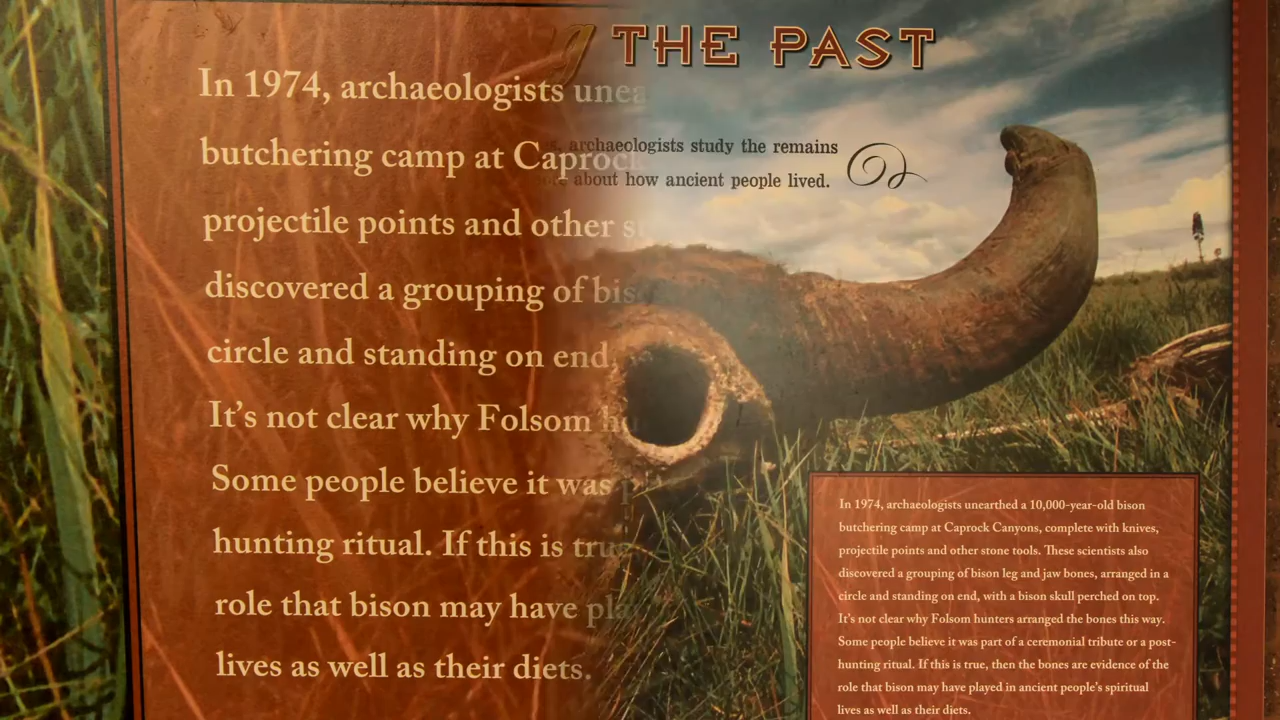 THE PAST
archaeologists study the remains
about how ancient people lived.
In 1974, archaeologists
butchering camp at Caprock
projectile points and other
discovered a grouping of
circle and standing on end,
It's not clear why Folsom
Some people believe it was
hunting ritual. If this is true
role that bison may have
lives as well as their diets.
In 1974, archaeologists unearthed a 10,000-year-old bison
butchering camp at Caprock Canyons, complete with knives,
projectile points and other stone tools. These scientists also
discovered a grouping of bison leg and jaw bones, arranged in a
circle and standing on end, with a bison skull perched on top.
It's not clear why Folsom hunters arranged the bones this way.
Some people believe it was part of a ceremonial tribute or a post-
hunting ritual. If this is true, then the bones are evidence of the
role that bison may have played in ancient people's spiritual
lives as well as their diets.